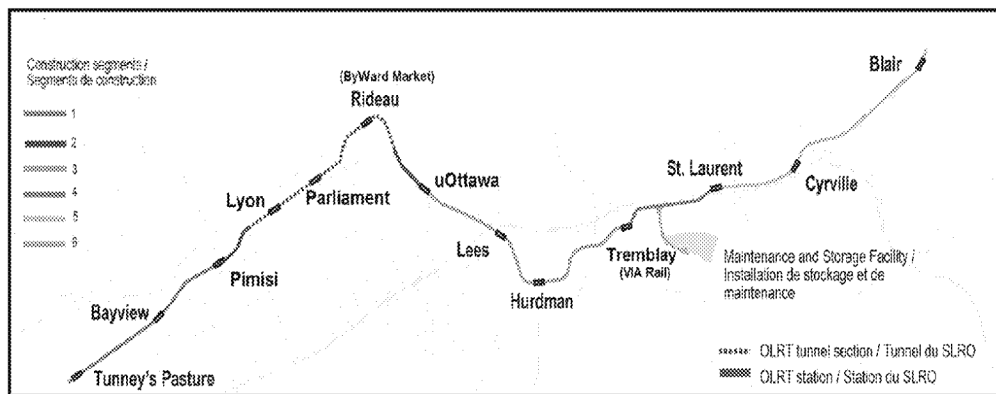 Construction segments /
Segments de construction
1
2
3
4
5
6
(ByWard Market)
Rideau
Blair
uOttawa
St. Laurent
Cyrville
Parliament
Lyon
Lees
Tremblay
(VIA Rail)
Maintenance and Storage Facility /
Installation de stockage et de
maintenance
Pimisi
Hurdman
Bayview
Tunney's Pasture
OLRT tunnel section / Tunnel du SLRO
OLRT station / Station du SLRO